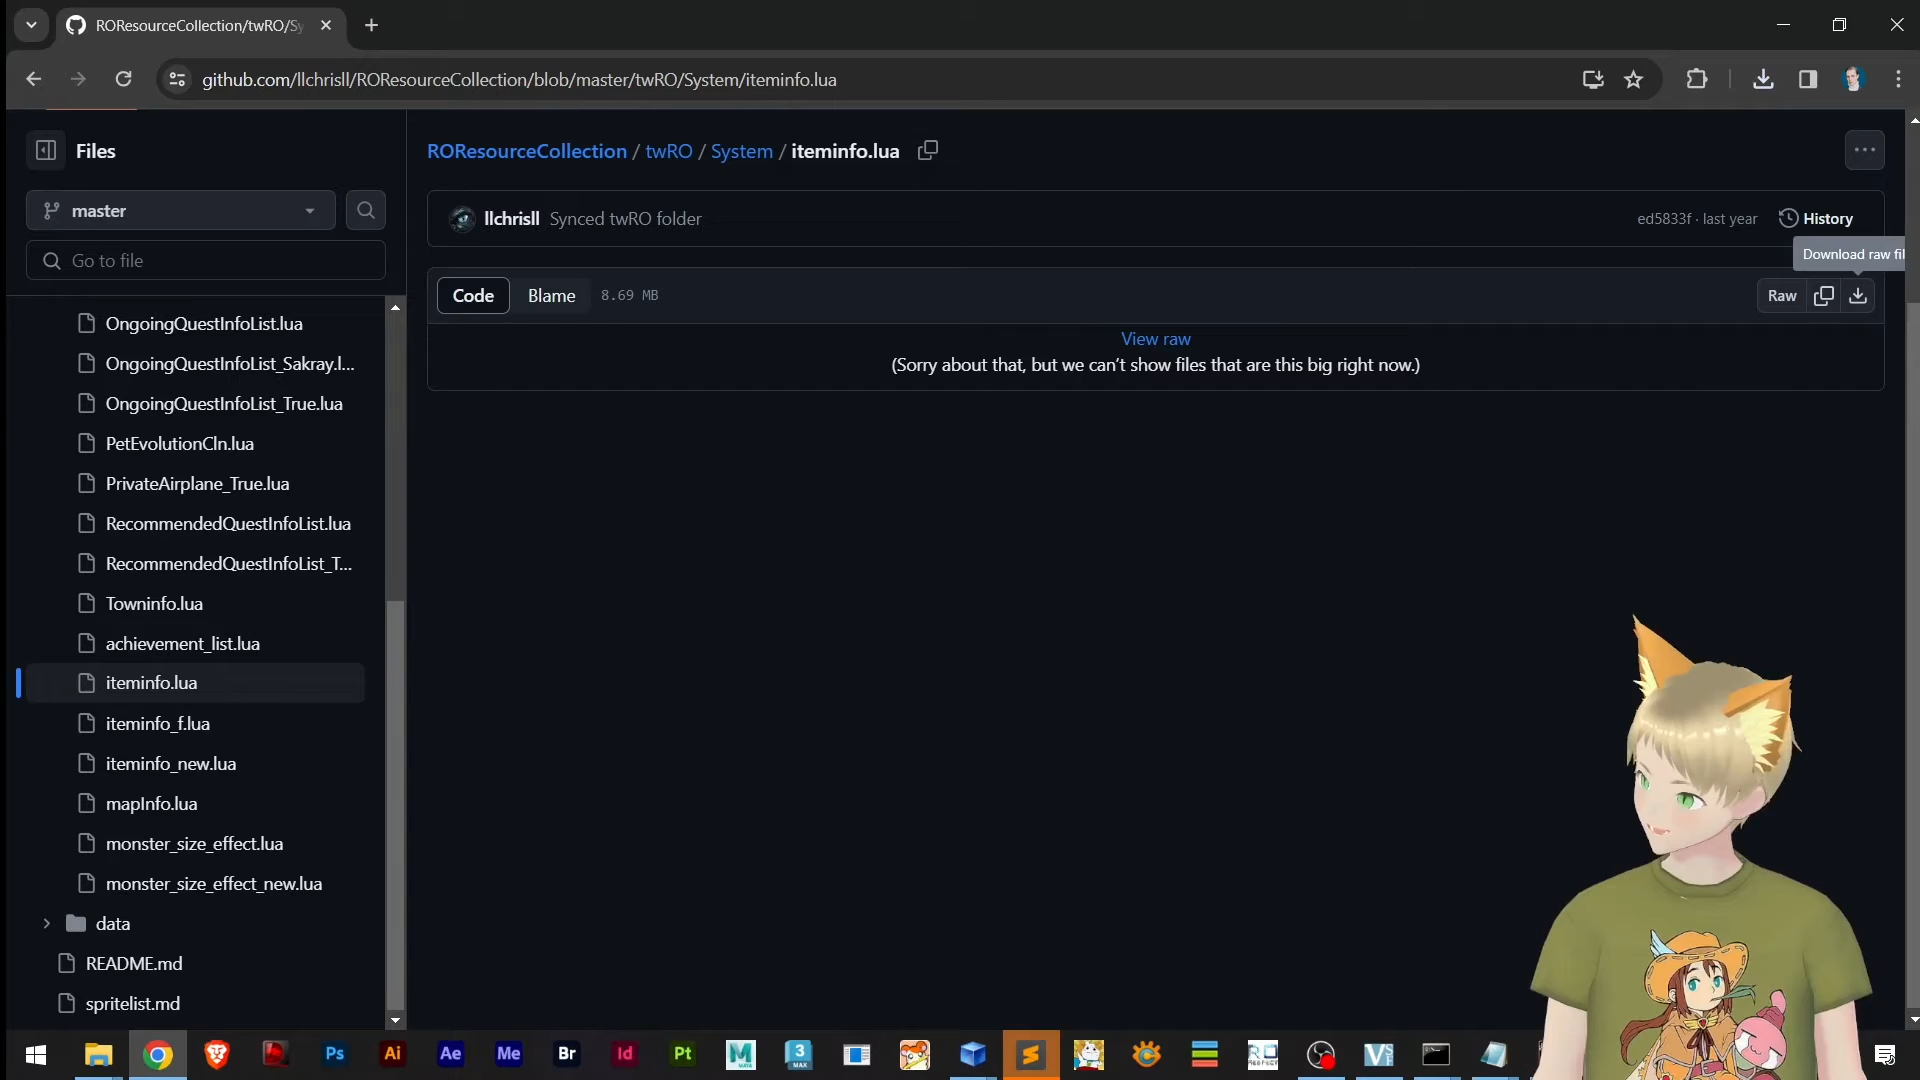 ROResourceCollection/twRO/Sy
github.com/llchrisll/ROResourceCollection/blob/master/twRO/System/iteminfo.lua
Files
master
Go to file
OngoingQuestInfoList.lua
OngoingQuestInfoList_Sakray.l...
OngoingQuestInfoList_True.lua
PetEvolutionCln.lua
PrivateAirplane_True.lua
RecommendedQuestInfoList.lua
RecommendedQuestInfoList_T...
Towninfo.lua
achievement_list.lua
iteminfo.lua
iteminfo_f.lua
iteminfo_new.lua
mapInfo.lua
monster_size_effect.lua
monster_size_effect_new.lua
data
README.md
spritelist.md
ROResourceCollection / twRO / System / iteminfo.lua
...
llchrisll Synced twRO folder
ed5833f · last year
History
Download raw fil
Code Blame 8.69 MB
Raw
View raw
(Sorry about that, but we can't show files that are this big right now.)
Ps Ai Ae Me Br Id Pt
MAYA
3
MAX